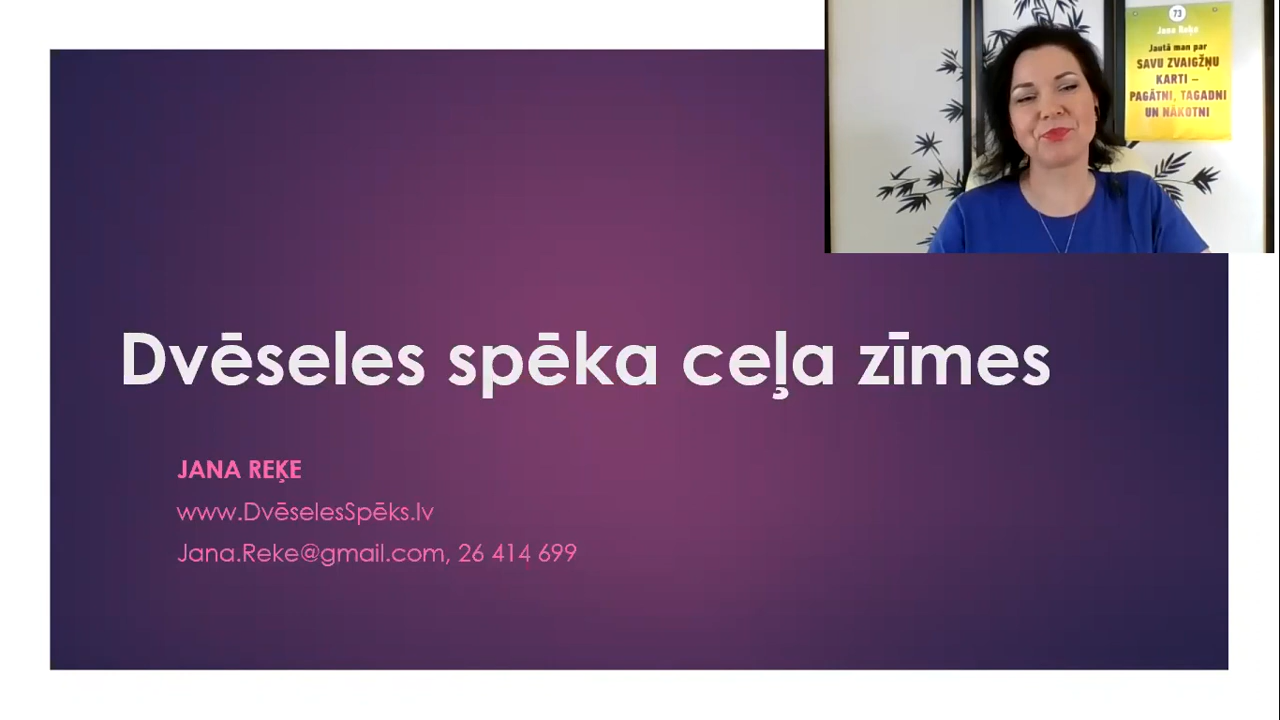 73
Jana Reķe
Jautā man par
SAVU ZVAIGŽŅU
KARTI –
PAGĀTNI, TAGADNI
UN NĀKOTNI
Dvēseles spēka ceļa zīmes
JANA REĶE
www.DvēselesSpēks.lv
Jana.Reke@gmail.com, 26 414 699